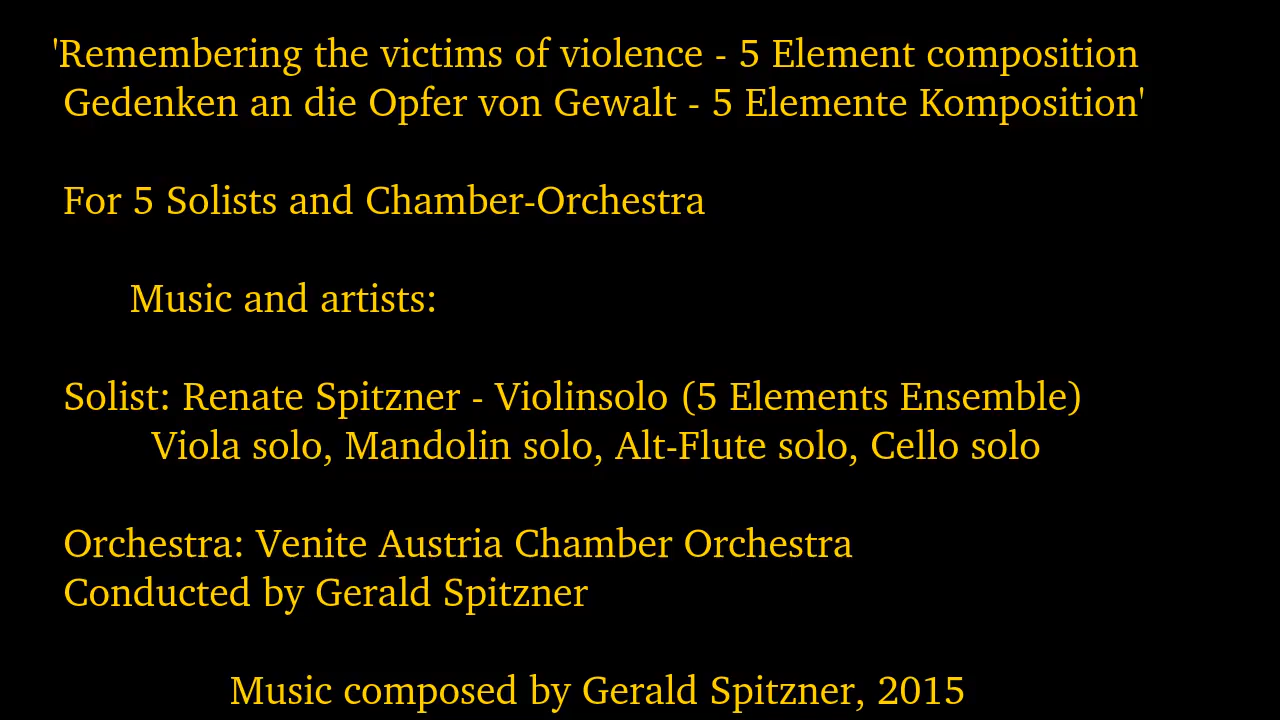 'Remembering the victims of violence - 5 Element composition
Gedenken an die Opfer von Gewalt - 5 Elemente Komposition'
For 5 Solists and Chamber-Orchestra
Music and artists:
Solist: Renate Spitzner - Violinsolo (5 Elements Ensemble)
Viola solo, Mandolin solo, Alt-Flute solo, Cello solo
Orchestra: Venite Austria Chamber Orchestra
Conducted by Gerald Spitzner
Music composed by Gerald Spitzner, 2015